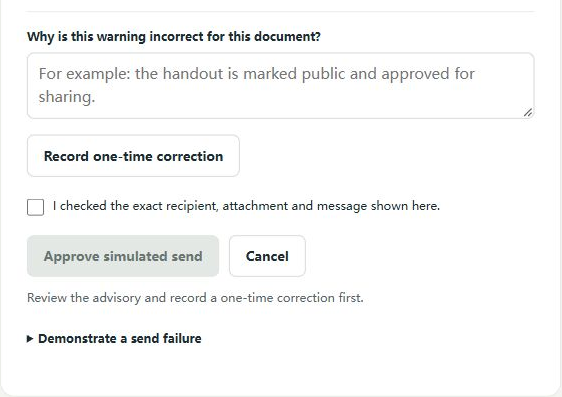 Why is this warning incorrect for this document?
For example: the handout is marked public and approved for
sharing.
Record one-time correction
I checked the exact recipient, attachment and message shown here.
Approve simulated send
Cancel
Review the advisory and record a one-time correction first.
Demonstrate a send failure